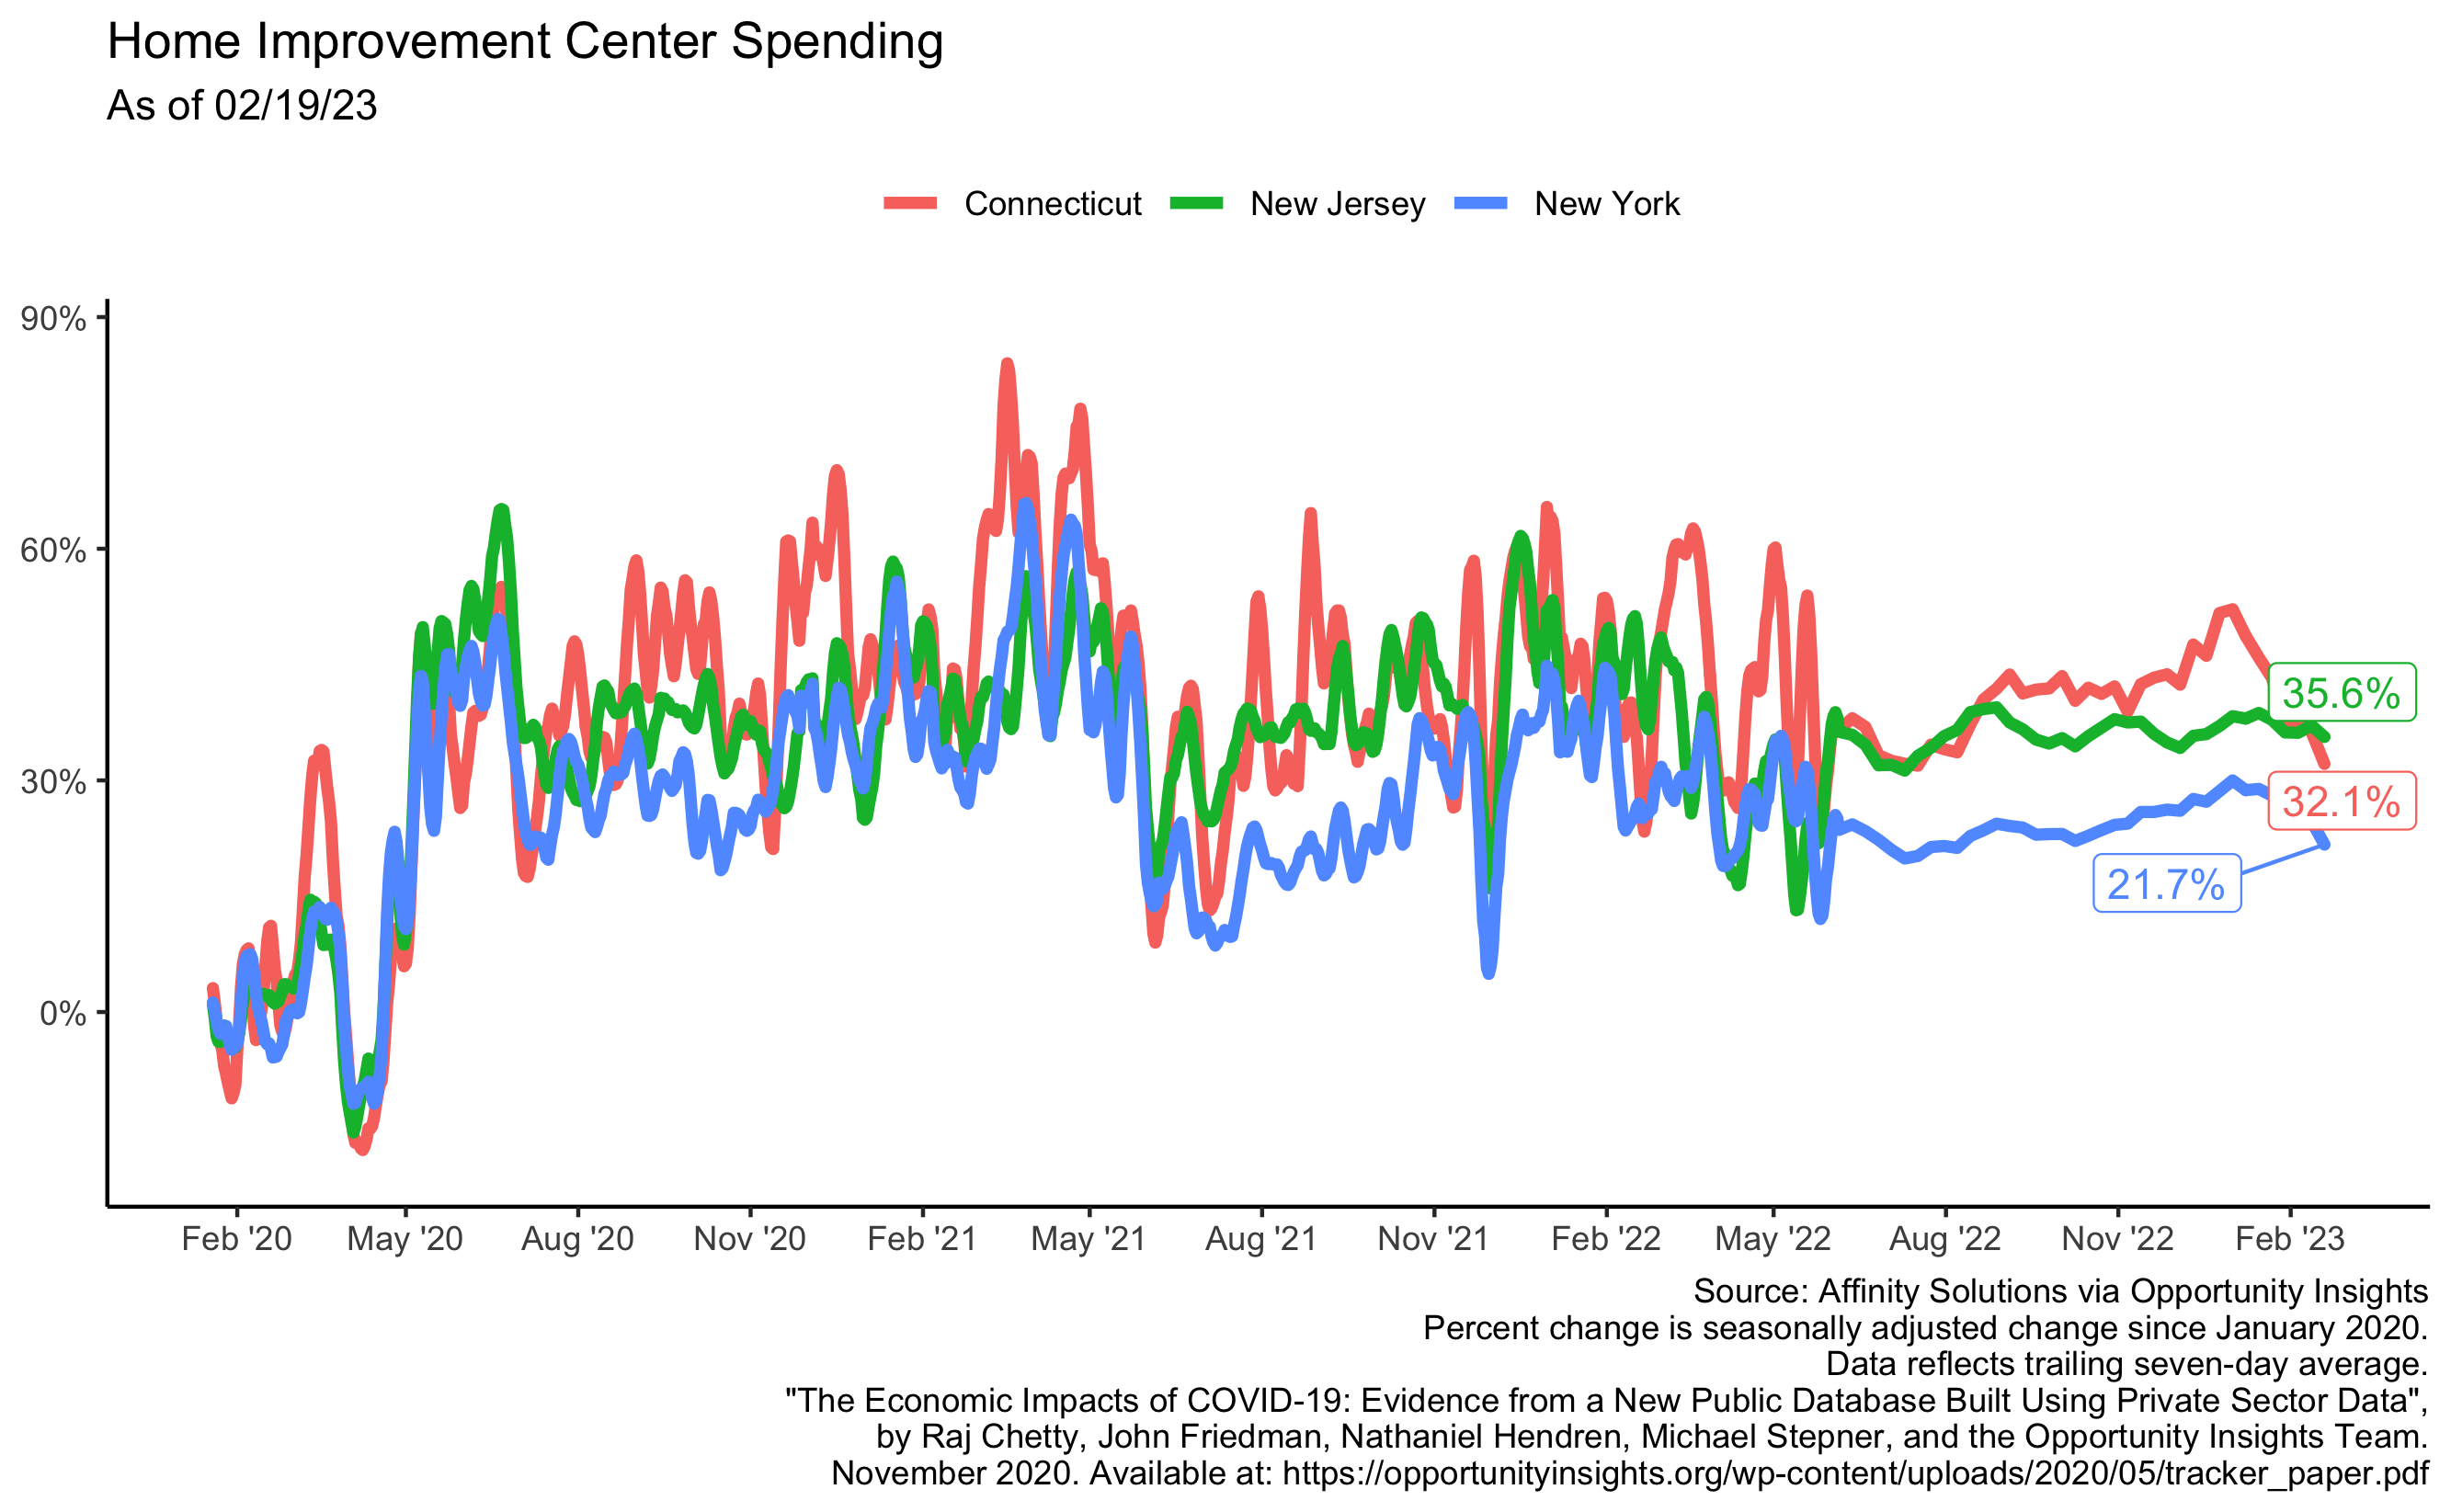 Home Improvement Center Spending
As of 02/19/23
Connecticut New Jersey New York
90%
60%
30%
0%
35.6%
32.1%
21.7%
Feb '20 May '20 Aug '20 Nov '20 Feb '21 May '21 Aug '21 Nov '21 Feb '22 May '22 Aug '22 Nov '22 Feb '23
Source: Affinity Solutions via Opportunity Insights
Percent change is seasonally adjusted change since January 2020.
Data reflects trailing seven-day average.
"The Economic Impacts of COVID-19: Evidence from a New Public Database Built Using Private Sector Data",
by Raj Chetty, John Friedman, Nathaniel Hendren, Michael Stepner, and the Opportunity Insights Team.
November 2020. Available at: https://opportunityinsights.org/wp-content/uploads/2020/05/tracker_paper.pdf